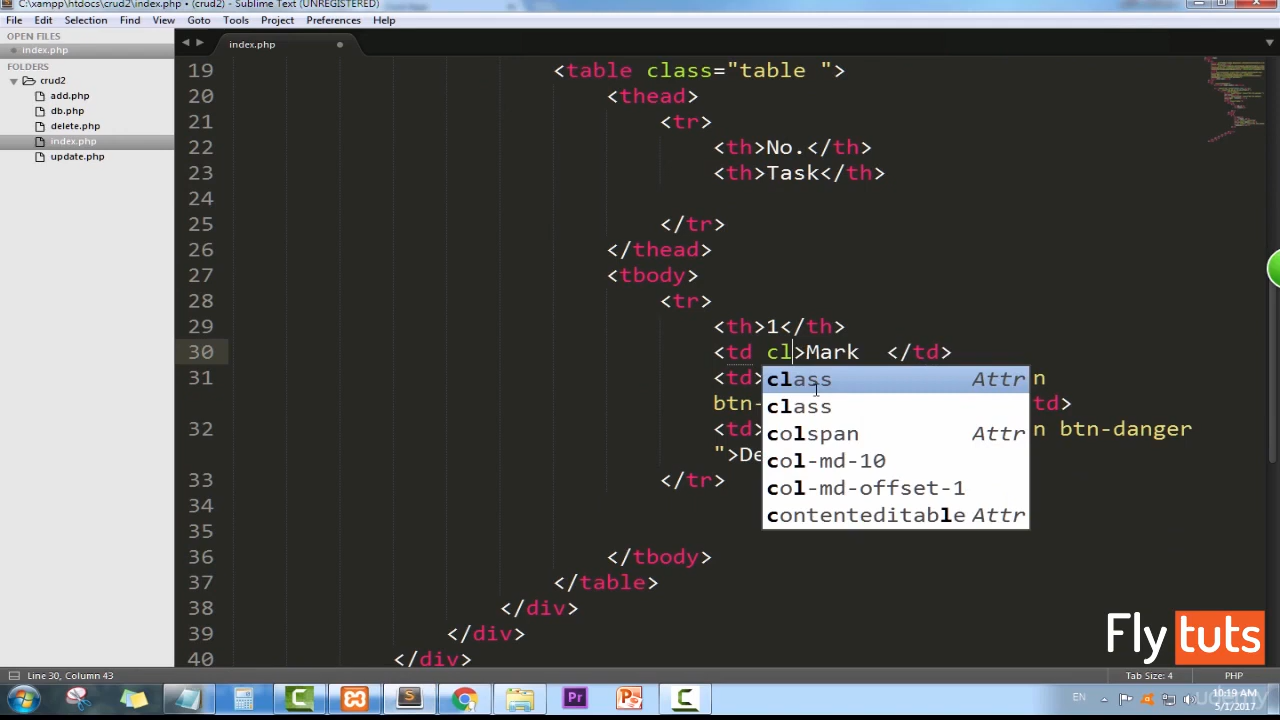 C:\xampp\htdocs\crud2\index.php • (crud2) - Sublime Text (UNREGISTERED)
File Edit Selection Find View Goto Tools Project Preferences Help
OPEN FILES
index.php
FOLDERS
crud2
add.php
db.php
delete.php
index.php
update.php
index.php
19 <table class="table ">
20 <thead>
21 <tr>
22 <th>No.</th>
23 <th>Task</th>
24
25 </tr>
26 </thead>
27 <tbody>
28 <tr>
29 <th>1</th>
30 <td cl>Mark </td>
31 <td> n
btn- td>
32 <td> n btn-danger
">De
33 </tr>
34
35
36 </tbody>
37 </table>
38 </div>
39 </div>
40 </div>
class Attr
class
colspan Attr
col-md-10
col-md-offset-1
contenteditable Attr
Fly tuts
Line 30, Column 43 Tab Size: 4 PHP
EN
10:19 AM
5/1/2017
Pr